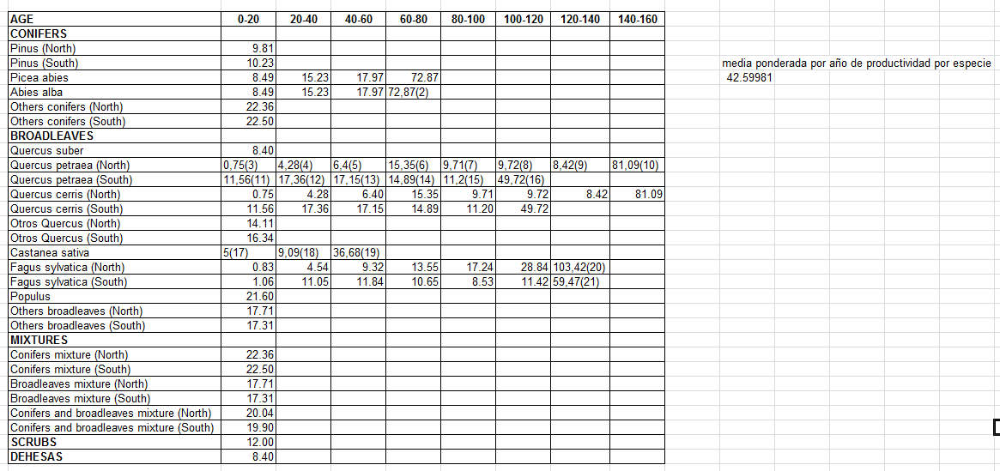 AGE 0-20 20-40 40-60 60-80 80-100 100-120 120-140 140-160
CONIFERS
Pinus (North) 9.81
Pinus (South) 10.23 media ponderada por año de productividad por especie
Picea abies 8.49 15.23 17.97 72.87 42.59981
Abies alba 8.49 15.23 17.97 72,87(2)
Others conifers (North) 22.36
Others conifers (South) 22.50
BROADLEAVES
Quercus suber 8.40
Quercus petraea (North) 0,75(3) 4,28(4) 6,4(5) 15,35(6) 9,71(7) 9,72(8) 8,42(9) 81,09(10)
Quercus petraea (South) 11,56(11) 17,36(12) 17,15(13) 14,89(14) 11,2(15) 49,72(16)
Quercus cerris (North) 0.75 4.28 6.40 15.35 9.71 9.72 8.42 81.09
Quercus cerris (South) 11.56 17.36 17.15 14.89 11.20 49.72
Otros Quercus (North) 14.11
Otros Quercus (South) 16.34
Castanea sativa 5(17) 9,09(18) 36,68(19)
Fagus sylvatica (North) 0.83 4.54 9.32 13.55 17.24 28.84 103,42(20)
Fagus sylvatica (South) 1.06 11.05 11.84 10.65 8.53 11.42 59,47(21)
Populus 21.60
Others broadleaves (North) 17.71
Others broadleaves (South) 17.31
MIXTURES
Conifers mixture (North) 22.36
Conifers mixture (South) 22.50
Broadleaves mixture (North) 17.71
Broadleaves mixture (South) 17.31
Conifers and broadleaves mixture (North) 20.04
Conifers and broadleaves mixture (South) 19.90
SCRUBS 12.00
DEHESAS 8.40